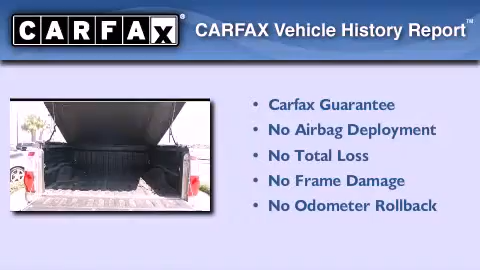 CARFAX
CARFAX Vehicle History Report™
• Carfax Guarantee
• No Airbag Deployment
• No Total Loss
• No Frame Damage
• No Odometer Rollback